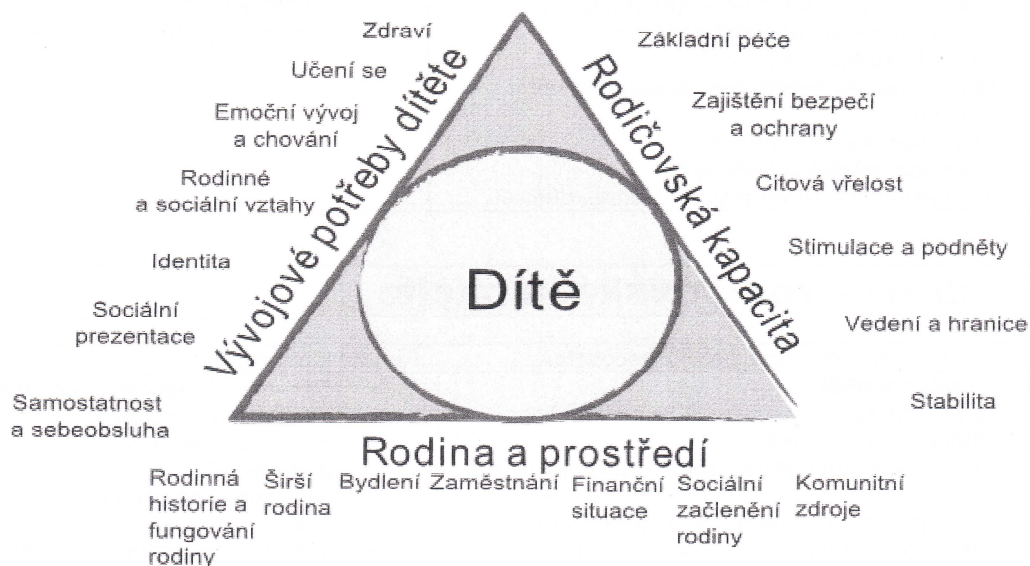 Zdraví
Učení se
Emoční vývoj
a chování
Rodinné
a sociální vztahy
Identita
Sociální
prezentace
Samostatnost
a sebeobsluha
Vývojové potřeby dítěte
Dítě
Rodičovská kapacita
Základní péče
Zajištění bezpečí
a ochrany
Citová vřelost
Stimulace a podněty
Vedení a hranice
Stabilita
Rodina a prostředí
Rodinná
historie a
fungování
rodiny
Širší
rodina
Bydlení
Zaměstnání
Finanční
situace
Sociální
začlenění
rodiny
Komunitní
zdroje